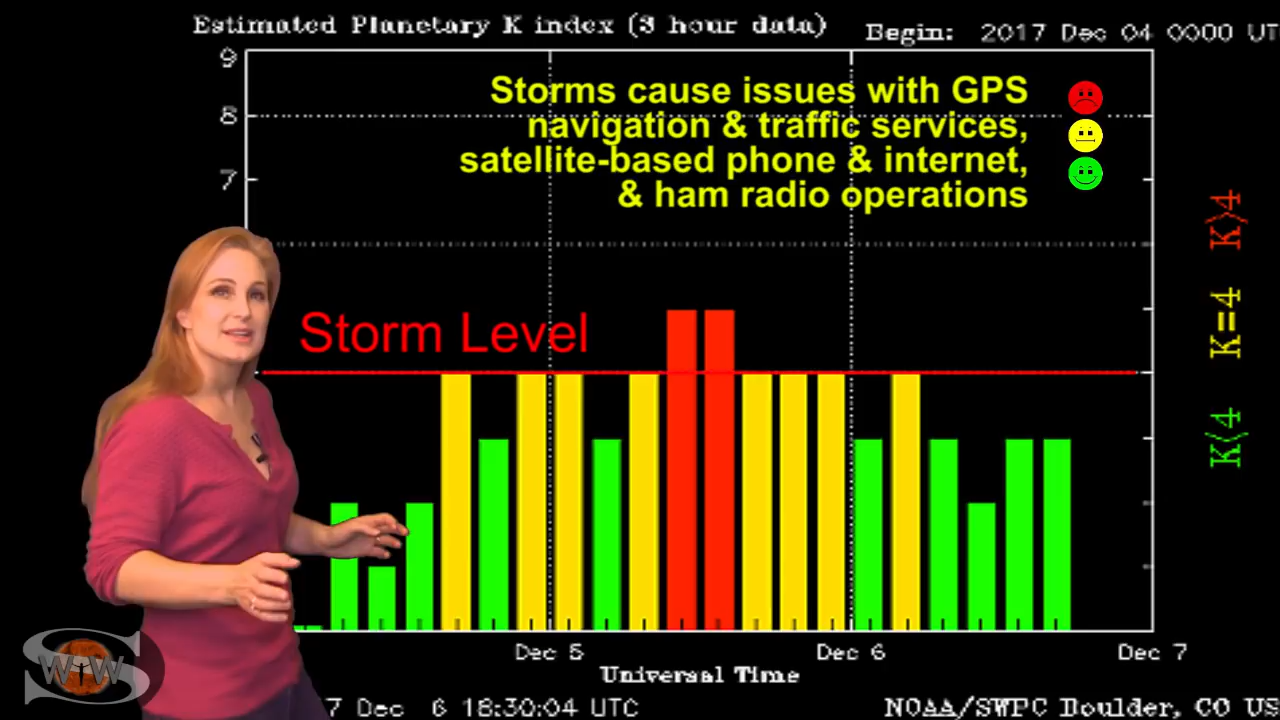 Estimated Planetary K index (3 hour data)
Begin: 2017 Dec 04 0000 UT
9
8
7
Storms cause issues with GPS
navigation & traffic services,
satellite-based phone & internet,
& ham radio operations
Storm Level
K>4
K=4
K<4
Dec 5
Dec 6
Dec 7
Universal Time
7 Dec 6 18:30:04 UTC
NOAA/SWPC Boulder, CO US
S
WTW